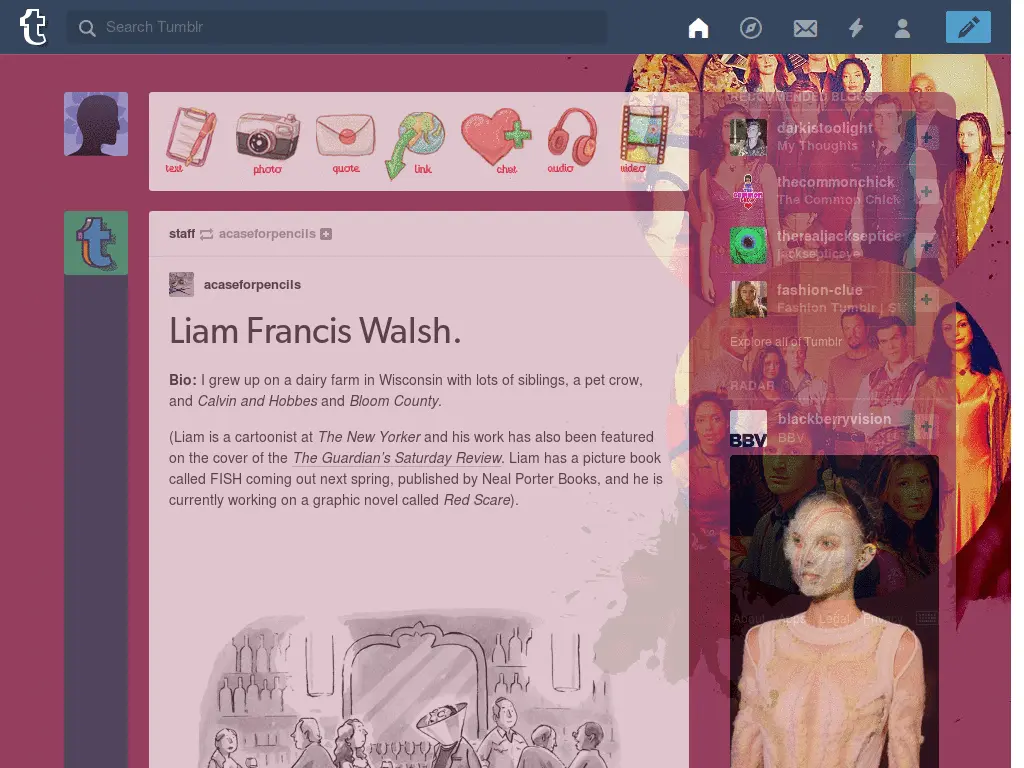 Search Tumblr
text photo quote link chat audio video
staff acaseforpencils
acaseforpencils
Liam Francis Walsh.
Bio: I grew up on a dairy farm in Wisconsin with lots of siblings, a pet crow,
and Calvin and Hobbes and Bloom County.
(Liam is a cartoonist at The New Yorker and his work has also been featured
on the cover of the The Guardian's Saturday Review. Liam has a picture book
called FISH coming out next spring, published by Neal Porter Books, and he is
currently working on a graphic novel called Red Scare).
RECOMMENDED BLOGS
darkistoolight
My Thoughts
thecommonchick
The Common Chick
therealjackseptice
jacksepticeye
fashion-clue
Fashion Tumblr | S
Explore all of Tumblr
RADAR
blackberryvision
BBV
BBV
About Apps Legal Privacy